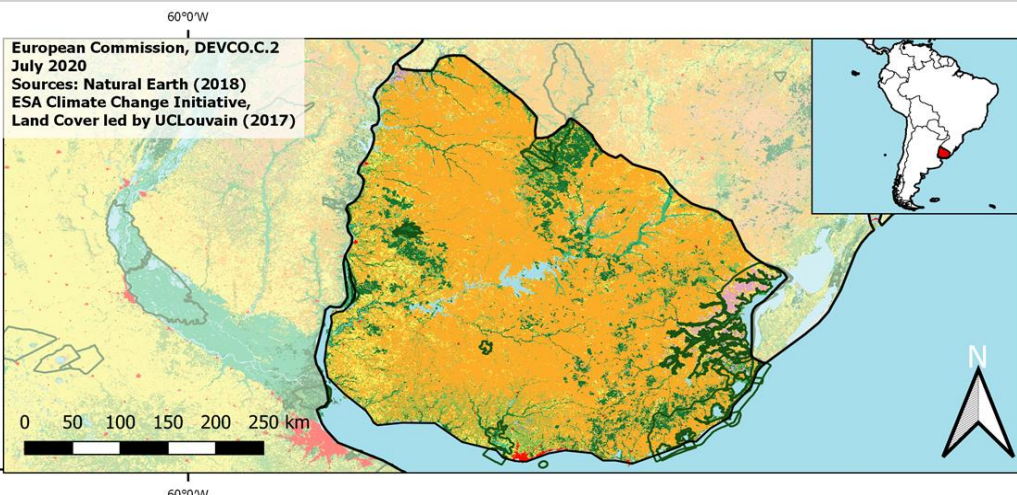 60°0′W
European Commission, DEVCO.C.2
July 2020
Sources: Natural Earth (2018)
ESA Climate Change Initiative,
Land Cover led by UCLouvain (2017)
N
0 50 100 150 200 250 km
60°0′W